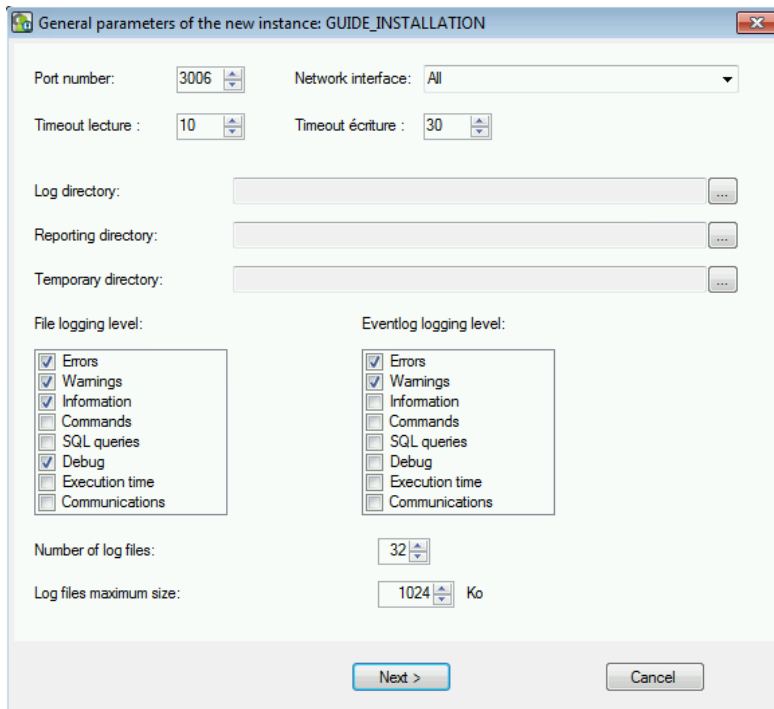 General parameters of the new instance: GUIDE_INSTALLATION
Port number: 3006 Network interface: All
Timeout lecture : 10 Timeout écriture : 30
Log directory: ...
Reporting directory: ...
Temporary directory: ...
File logging level: Eventlog logging level:
Errors Errors
Warnings Warnings
Information Information
Commands Commands
SQL queries SQL queries
Debug Debug
Execution time Execution time
Communications Communications
Number of log files: 32
Log files maximum size: 1024 Ko
Next > Cancel